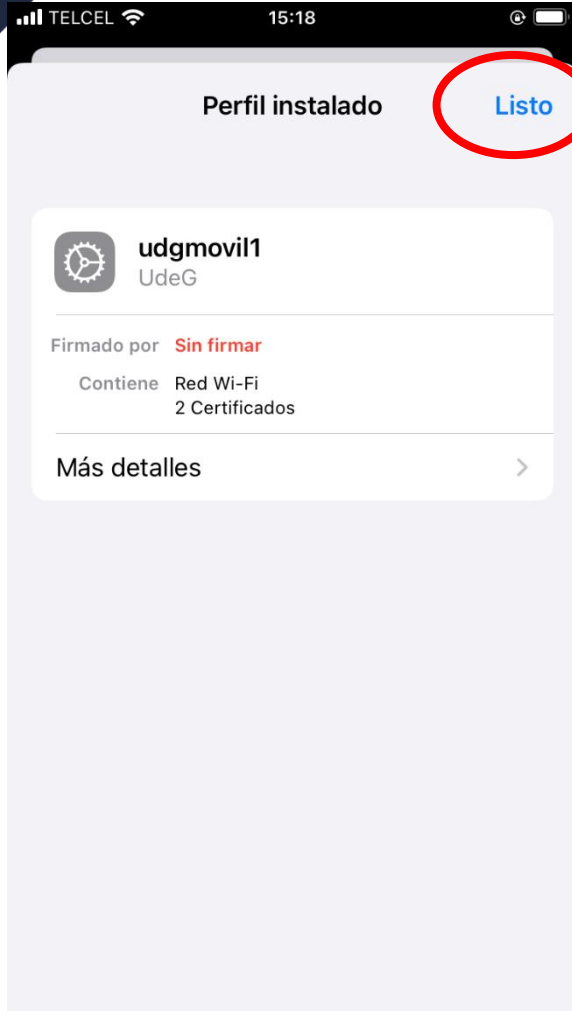 TELCEL 15:18
Perfil instalado Listo
udgmovil1
UdeG
Firmado por Sin firmar
Contiene Red Wi-Fi
2 Certificados
Más detalles